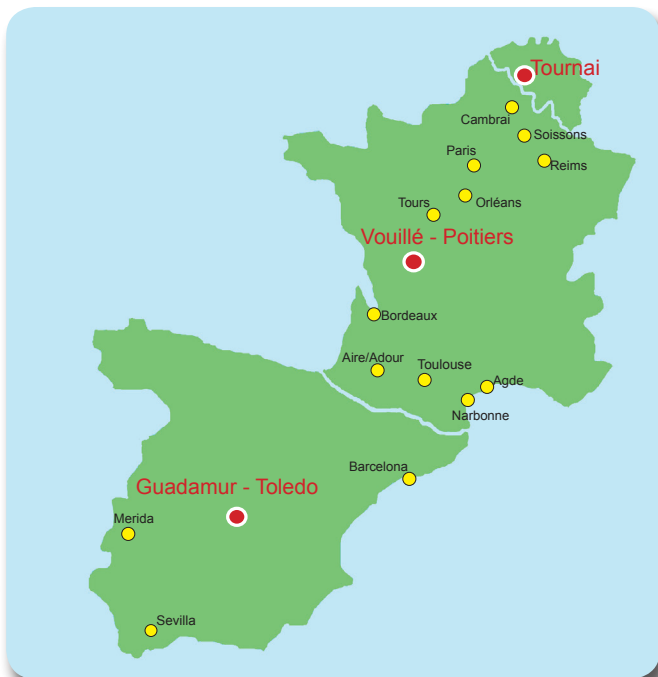 Tournai
Cambrai
Soissons
Paris
Reims
Tours
Orléans
Vouillé - Poitiers
Bordeaux
Aire/Adour
Toulouse
Agde
Narbonne
Barcelona
Guadamur - Toledo
Merida
Sevilla